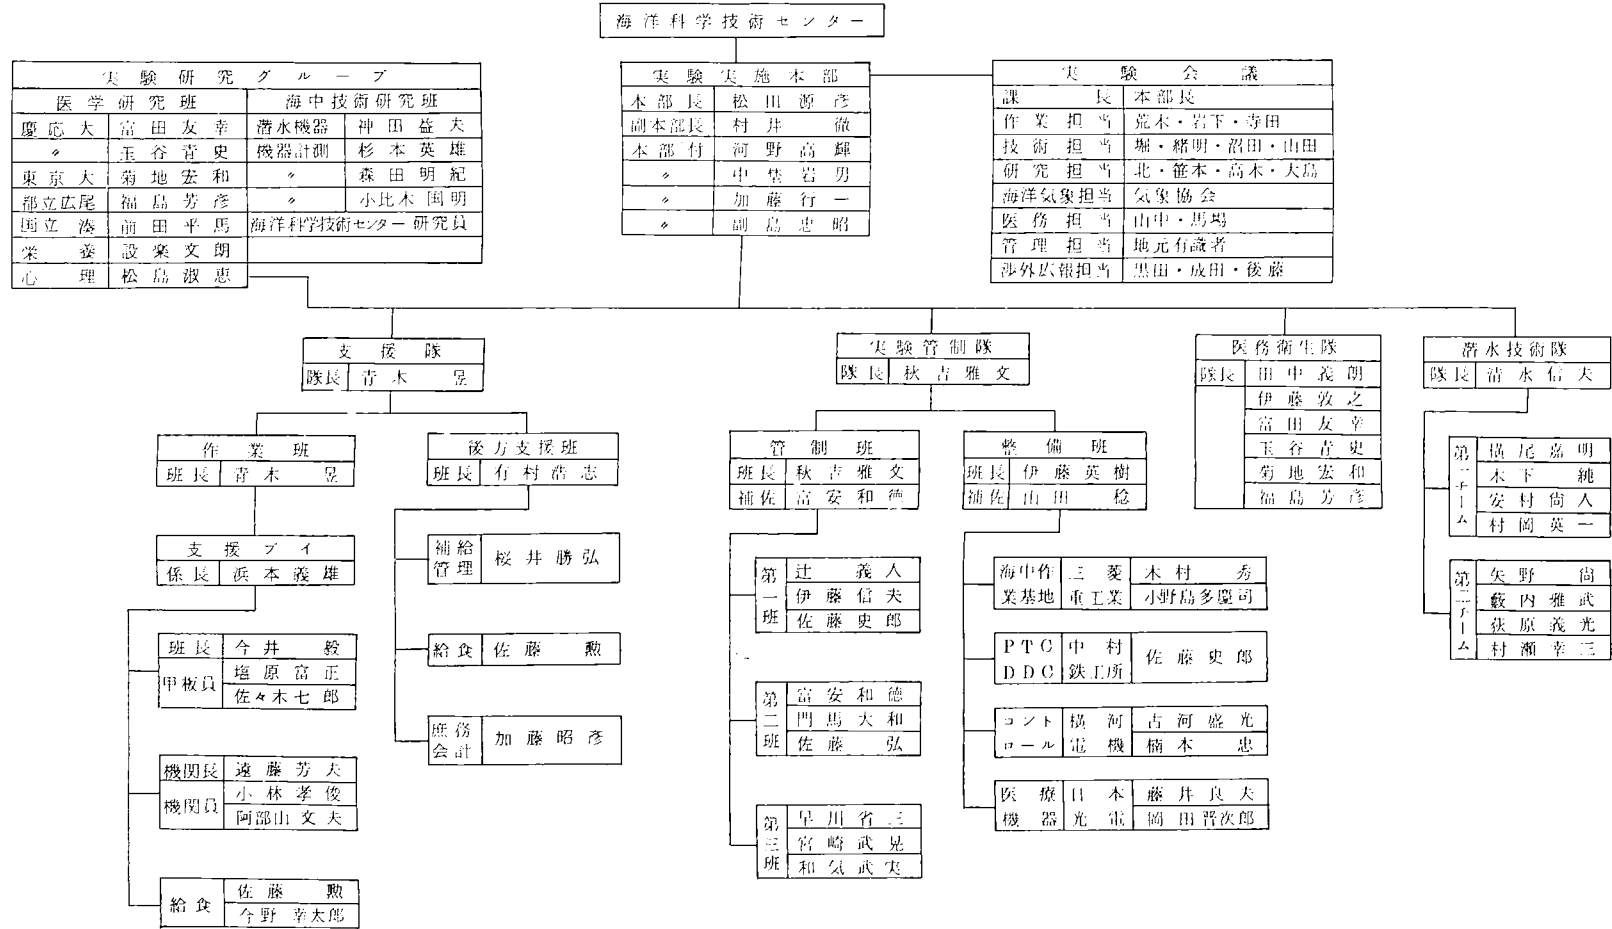 海洋科学技術センター
実験研究グループ
医学研究班 海中技術研究班
慶応大 富田友幸 潜水機器 神田益夫
〃 玉谷青史 機器計測 杉本英雄
東京大 菊地宏和 〃 森田明紀
都立広尾 福島芳彦 〃 小比木国明
国立湊 前田平馬 海洋科学技術センター研究員
栄養 設楽文朗
心理 松島淑恵
実験実施本部
本部長 松田源彦
副本部長 村井徹
本部付 河野高輝
〃 中埜岩男
〃 加藤行一
〃 副島忠昭
実験会議
課長 本部長
作業担当 荒木・岩下・寺田
技術担当 堀・緒明・沼田・山田
研究担当 北・笹本・高木・大島
海洋気象担当 気象協会
医務担当 山中・馬場
管理担当 地元有識者
渉外広報担当 黒田・成田・後藤
支援隊
隊長 青木昱
作業班
班長 青木昱
支援ブイ
係長 浜本義雄
班長 今井毅
甲板員 塩原富正
佐々木七郎
機関長 遠藤芳夫
機関員 小林孝俊
阿部山文夫
給食 佐藤勲
今野幸太郎
後方支援班
班長 有村浩志
補給管理 桜井勝弘
給食 佐藤勲
庶務会計 加藤昭彦
実験管制隊
隊長 秋吉雅文
管制班
班長 秋吉雅文
補佐 富安和徳
第一班 辻義人
伊藤信夫
佐藤史郎
第二班 富安和徳
門馬大和
佐藤弘
第三班 早川省三
宮崎武晃
和気武実
整備班
班長 伊藤英樹
補佐 山田稔
海中作業基地 三菱重工業 木村秀
小野島多慶司
PTC DDC 中村鉄工所 佐藤史郎
コントロール 横河電機 古河盛光
楠本忠
医療機器 日本光電 藤井良夫
岡田晋次郎
医務衛生隊
隊長 田中義朗
伊藤敦之
富田友幸
玉谷青史
菊地宏和
福島芳彦
潜水技術隊
隊長 清水信夫
第一チーム 横尾嘉明
木下純
安村尚人
村岡英一
第二チーム 矢野尚
藪内雅武
荻原義光
村瀬幸三